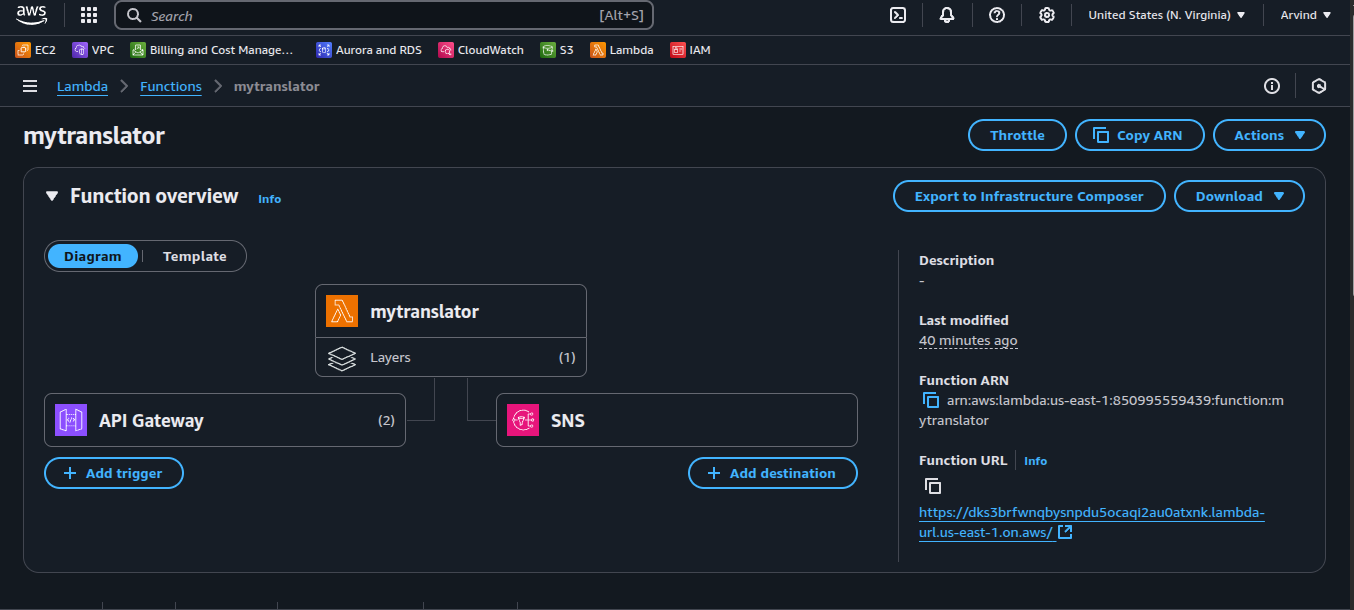 aws
Search [Alt+S]
United States (N. Virginia) Arvind
EC2 VPC Billing and Cost Manage... Aurora and RDS CloudWatch S3 Lambda IAM
Lambda Functions mytranslator
mytranslator
Throttle Copy ARN Actions
Function overview Info
Export to Infrastructure Composer Download
Diagram Template
mytranslator
Layers (1)
API Gateway (2)
SNS
Add trigger
Add destination
Description
-
Last modified
40 minutes ago
Function ARN
arn:aws:lambda:us-east-1:850995559439:function:m
ytranslator
Function URL Info
https://dks3brfwnqbysnpdu5ocaqi2au0atxnk.lambda-
url.us-east-1.on.aws/